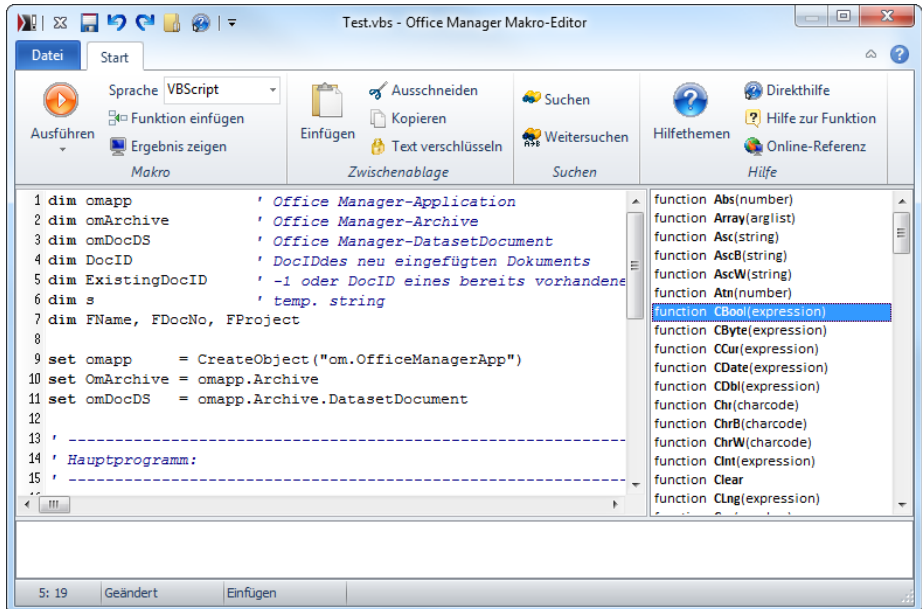 Test.vbs - Office Manager Makro-Editor
Datei Start
Ausführen
Sprache VBScript
Funktion einfügen
Ergebnis zeigen
Makro
Einfügen
Ausschneiden
Kopieren
Text verschlüsseln
Zwischenablage
Suchen
Weitersuchen
Suchen
Hilfethemen
Direkthilfe
Hilfe zur Funktion
Online-Referenz
Hilfe
1 dim omapp ' Office Manager-Application
2 dim omArchive ' Office Manager-Archive
3 dim omDocDS ' Office Manager-DatasetDocument
4 dim DocID ' DocIDdes neu eingefügten Dokuments
5 dim ExistingDocID ' -1 oder DocID eines bereits vorhandene
6 dim s ' temp. string
7 dim FName, FDocNo, FProject
8
9 set omapp = CreateObject("om.OfficeManagerApp")
10 set OmArchive = omapp.Archive
11 set omDocDS = omapp.Archive.DatasetDocument
12
13 ' --------------------------------------------------------------
14 ' Hauptprogramm:
15 ' --------------------------------------------------------------
function Abs(number)
function Array(arglist)
function Asc(string)
function AscB(string)
function AscW(string)
function Atn(number)
function CBool(expression)
function CByte(expression)
function CCur(expression)
function CDate(expression)
function CDbl(expression)
function Chr(charcode)
function ChrB(charcode)
function ChrW(charcode)
function CInt(expression)
function Clear
function CLng(expression)
5: 19 Geändert Einfügen